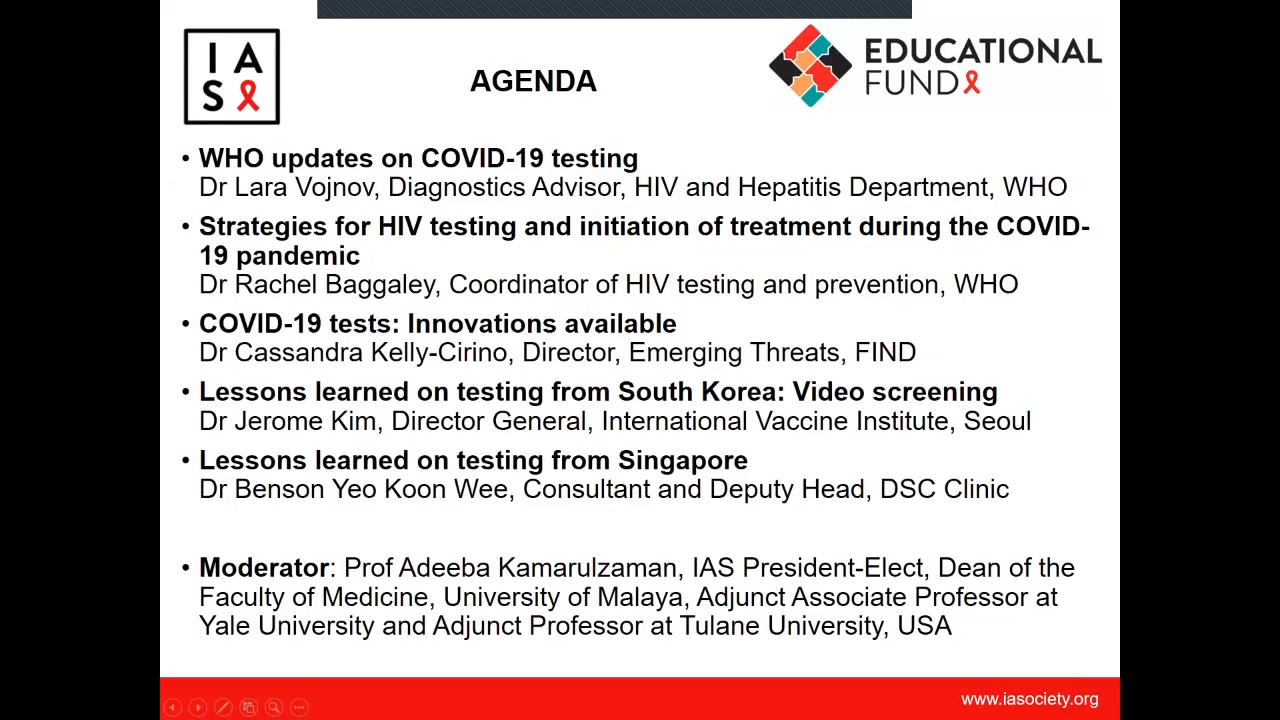 I A
S
AGENDA
EDUCATIONAL
FUND
• WHO updates on COVID-19 testing
Dr Lara Vojnov, Diagnostics Advisor, HIV and Hepatitis Department, WHO
• Strategies for HIV testing and initiation of treatment during the COVID-
19 pandemic
Dr Rachel Baggaley, Coordinator of HIV testing and prevention, WHO
• COVID-19 tests: Innovations available
Dr Cassandra Kelly-Cirino, Director, Emerging Threats, FIND
• Lessons learned on testing from South Korea: Video screening
Dr Jerome Kim, Director General, International Vaccine Institute, Seoul
• Lessons learned on testing from Singapore
Dr Benson Yeo Koon Wee, Consultant and Deputy Head, DSC Clinic
• Moderator: Prof Adeeba Kamarulzaman, IAS President-Elect, Dean of the
Faculty of Medicine, University of Malaya, Adjunct Associate Professor at
Yale University and Adjunct Professor at Tulane University, USA
www.iasociety.org